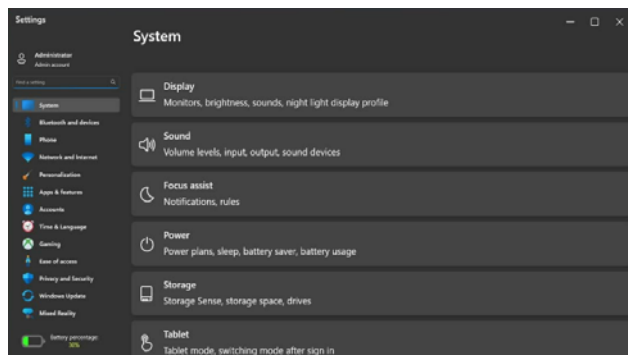 Settings
Administrator
Admin account
Find a setting
System
Bluetooth and devices
Phone
Network and Internet
Personalization
Apps & features
Accounts
Time & Language
Gaming
Ease of access
Privacy and Security
Windows Update
Mixed Reality
Battery percentage
30%
System
Display
Monitors, brightness, sounds, night light display profile
Sound
Volume levels, input, output, sound devices
Focus assist
Notifications, rules
Power
Power plans, sleep, battery saver, battery usage
Storage
Storage Sense, storage space, drives
Tablet
Tablet mode, switching mode after sign in